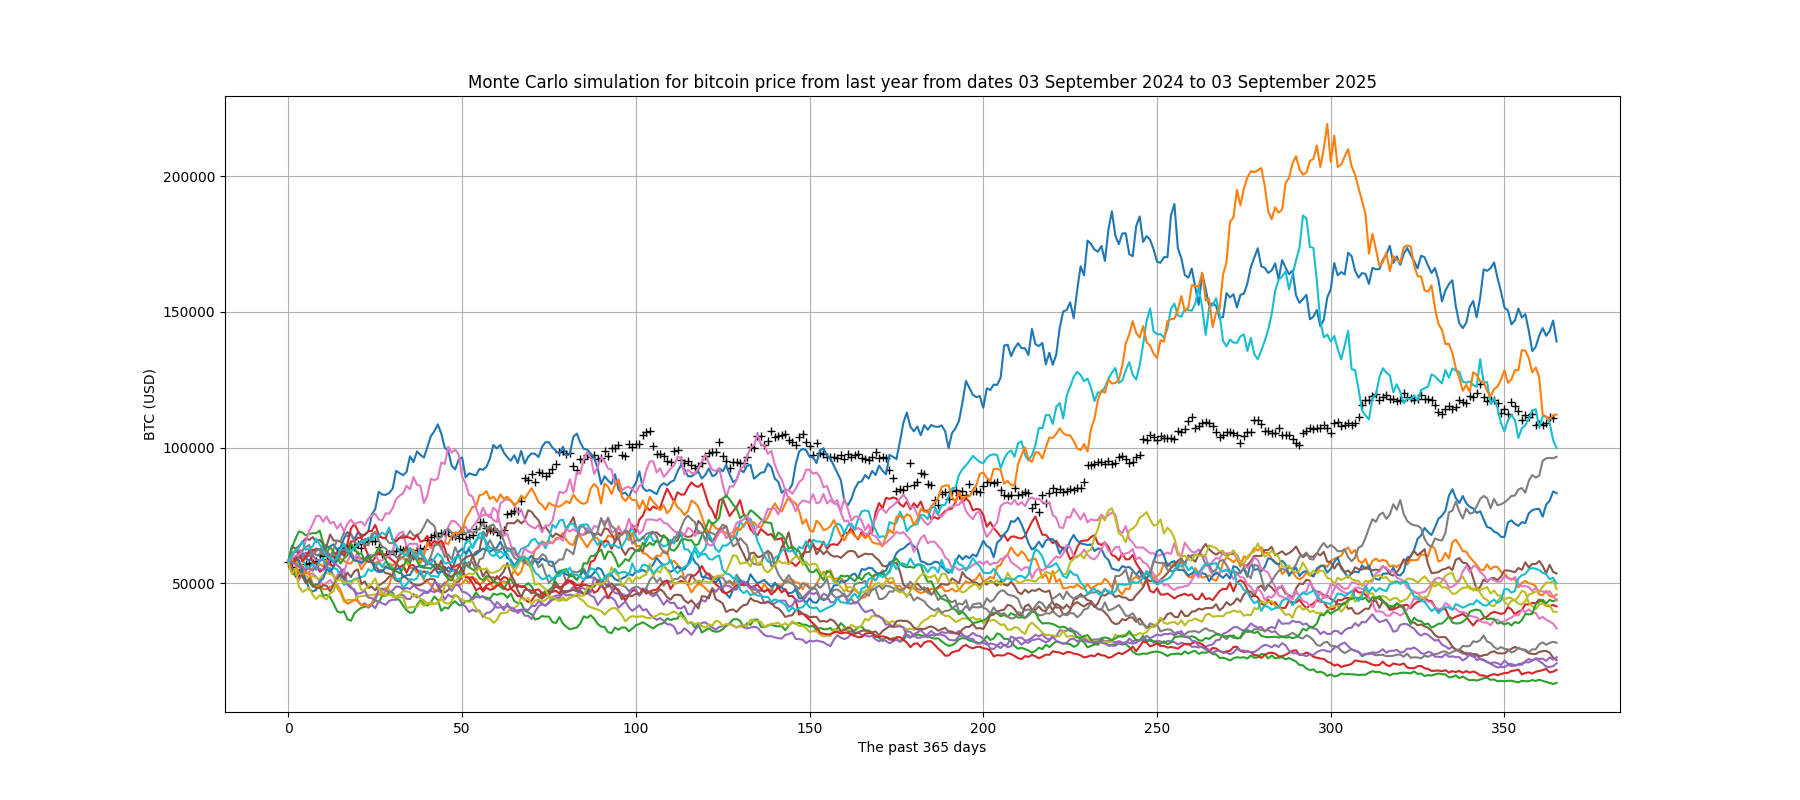 Monte Carlo simulation for bitcoin price from last year from dates 03 September 2024 to 03 September 2025
200000
150000
100000
50000
BTC (USD)
0 50 100 150 200 250 300 350
The past 365 days